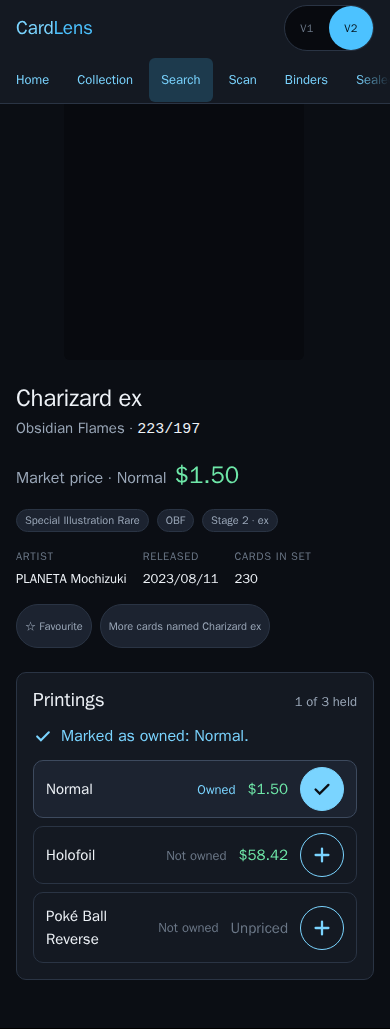 CardLens
V1
V2
Home
Collection
Search
Scan
Binders
Charizard ex
Obsidian Flames · 223/197
Market price · Normal $1.50
Special Illustration Rare
OBF
Stage 2 · ex
ARTIST
RELEASED
CARDS IN SET
PLANETA Mochizuki
2023/08/11
230
☆ Favourite
More cards named Charizard ex
Printings
1 of 3 held
Marked as owned: Normal.
Normal
Owned
$1.50
Holofoil
Not owned
$58.42
Poké Ball
Reverse
Not owned
Unpriced